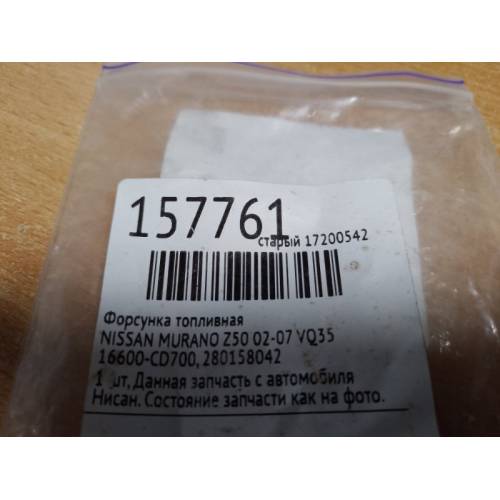 157761
старый 17200542
Форсунка топливная
NISSAN MURANO Z50 02-07 VQ35
16600-CD700, 280158042
1 шт, Данная запчасть с автомобиля
Нисан. Состояние запчасти как на фото.